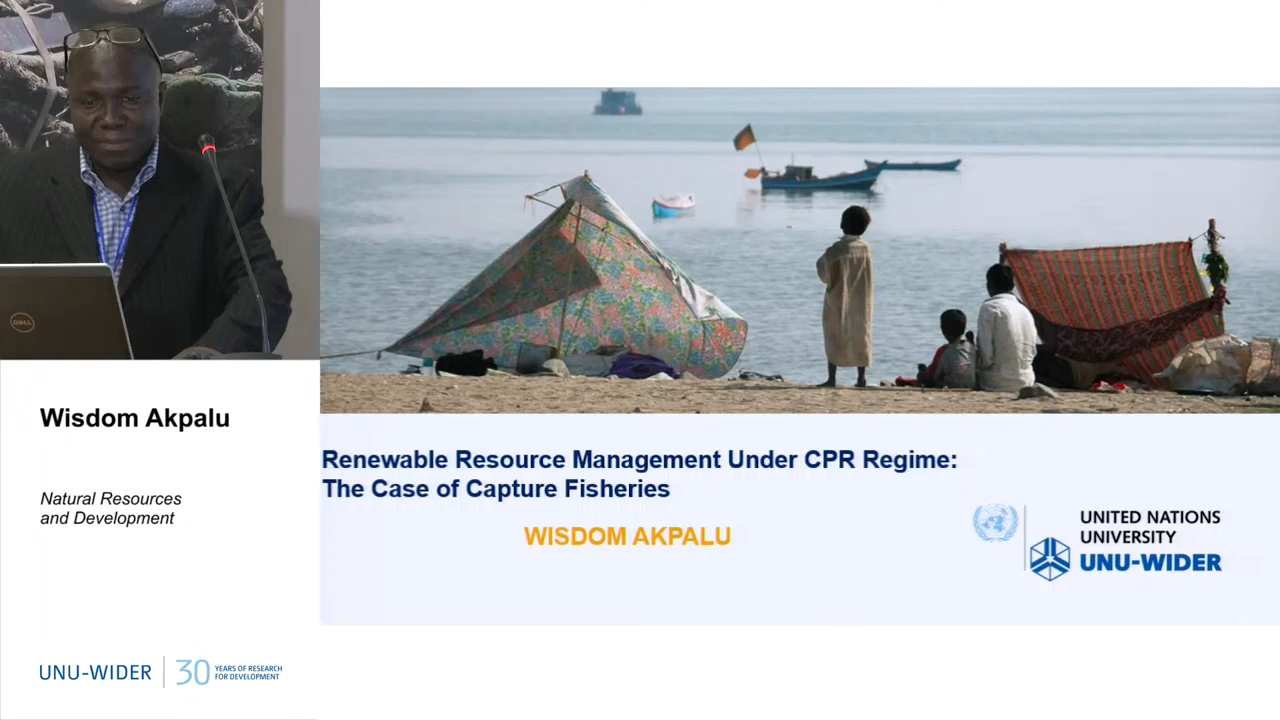 DELL
Wisdom Akpalu
Natural Resources
and Development
UNU-WIDER
30 YEARS OF RESEARCH
FOR DEVELOPMENT
Renewable Resource Management Under CPR Regime:
The Case of Capture Fisheries
WISDOM AKPALU
UNITED NATIONS
UNIVERSITY
UNU-WIDER